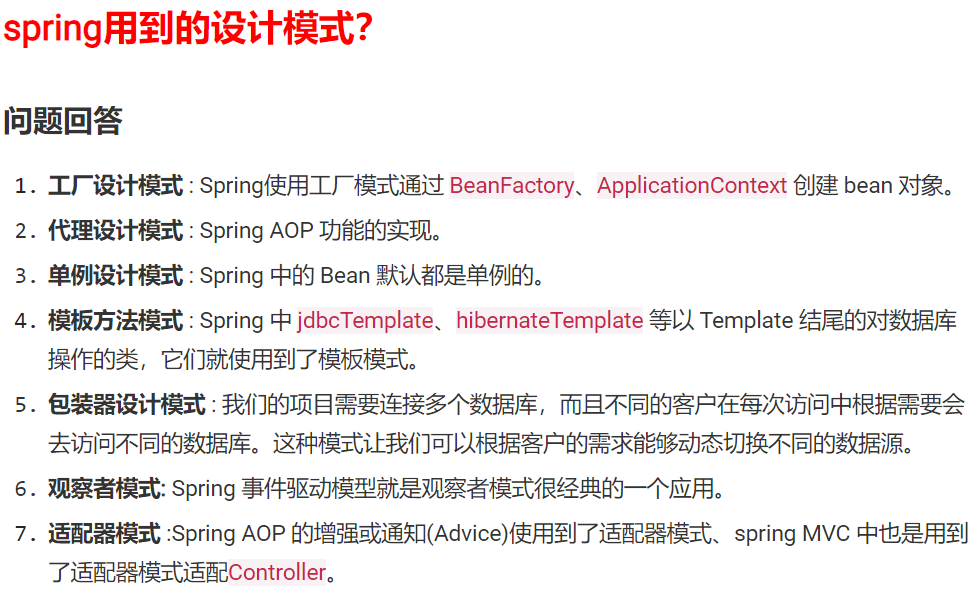 spring用到的设计模式？
问题回答
1. 工厂设计模式 : Spring使用工厂模式通过 BeanFactory、ApplicationContext 创建 bean 对象。
2. 代理设计模式 : Spring AOP 功能的实现。
3. 单例设计模式 : Spring 中的 Bean 默认都是单例的。
4. 模板方法模式 : Spring 中 jdbcTemplate、hibernateTemplate 等以 Template 结尾的对数据库
操作的类，它们就使用到了模板模式。
5. 包装器设计模式 : 我们的项目需要连接多个数据库，而且不同的客户在每次访问中根据需要会
去访问不同的数据库。这种模式让我们可以根据客户的需求能够动态切换不同的数据源。
6. 观察者模式: Spring 事件驱动模型就是观察者模式很经典的一个应用。
7. 适配器模式 :Spring AOP 的增强或通知(Advice)使用到了适配器模式、spring MVC 中也是用到
了适配器模式适配Controller。